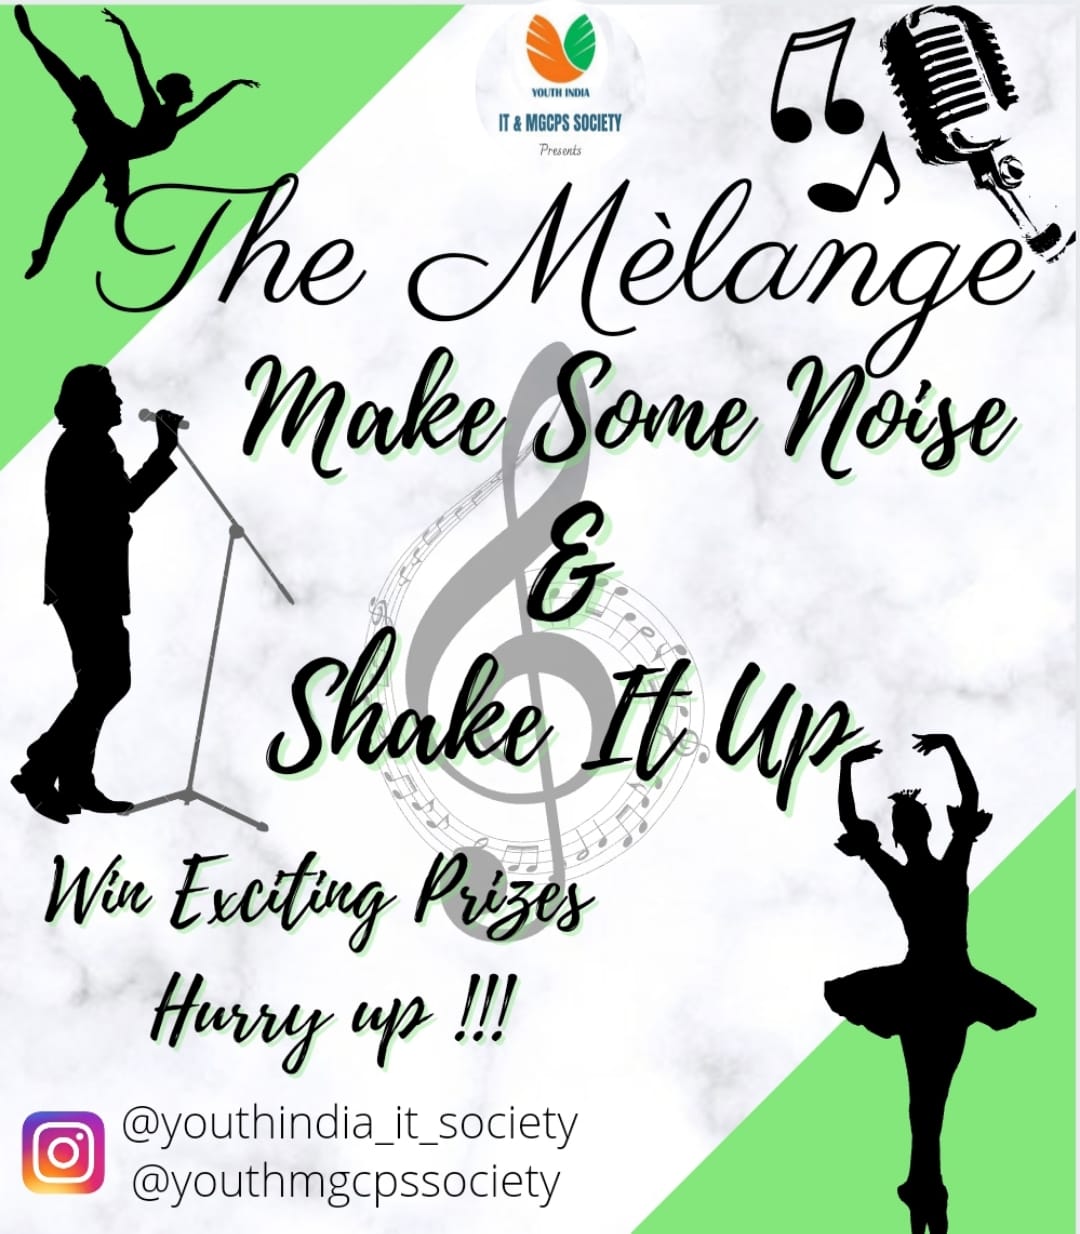 YOUTH INDIA
IT & MGCPS SOCIETY
Presents
The Mèlange
Make Some Noise
&
Shake It Up
Win Exciting Prizes
Hurry up !!!
@youthindia_it_society
@youthmgcpssociety